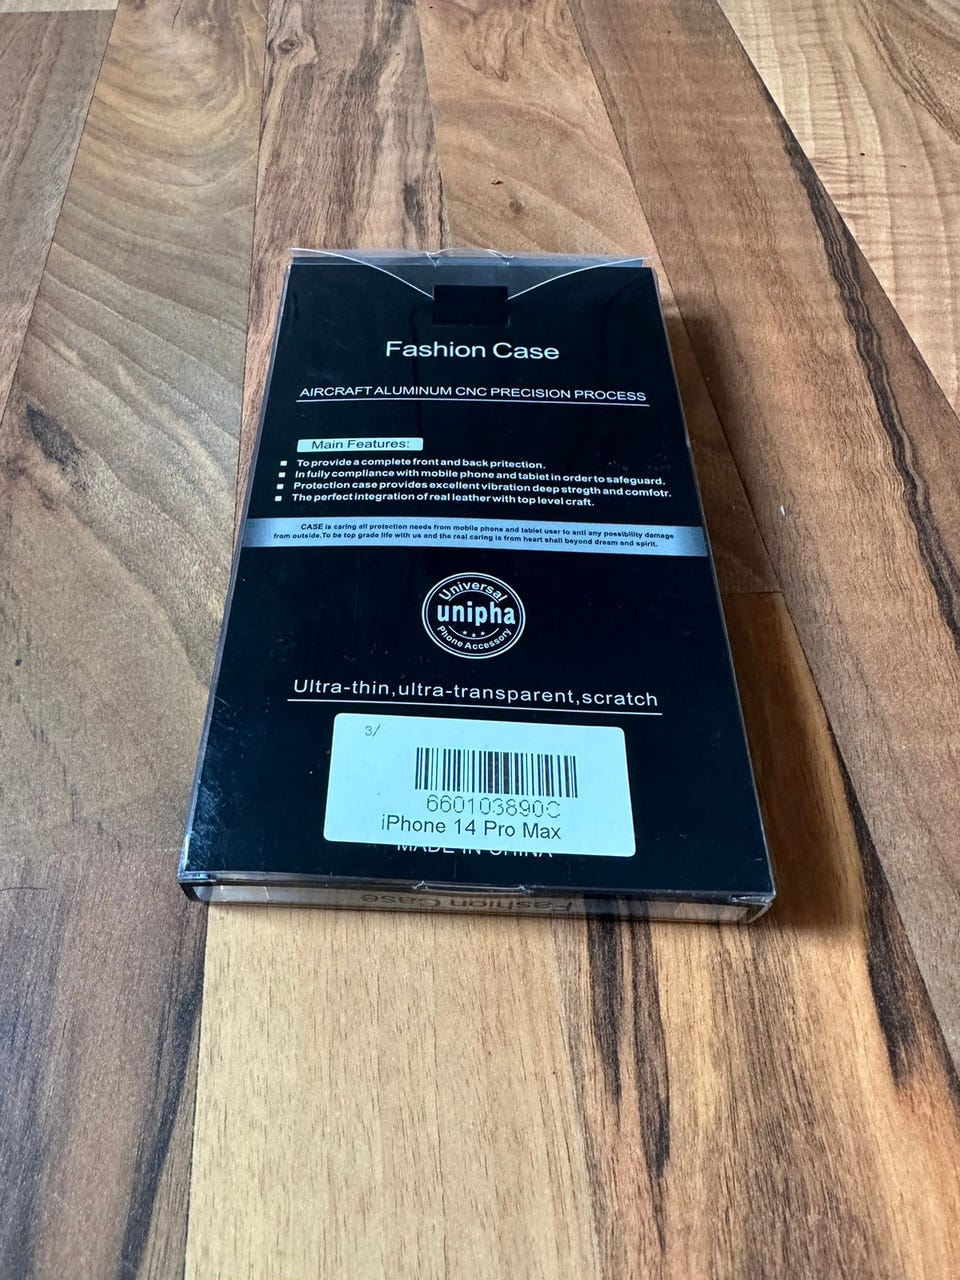 Fashion Case
AIRCRAFT ALUMINUM CNC PRECISION PROCESS
Main Features:
To provide a complete front and back pritection.
In fully compliance with mobile phone and tablet in order to safeguard.
Protection case provides excellent vibration deep stregth and comfotr.
The perfect integration of real leather with top level craft.
CASE is caring all protection needs from mobile phone and tablet user to anti any possibility damage
from outside.To be top grade life with us and the real caring is from heart shall beyond dream and spirit.
Universal
unipha
Phone Accessory
Ultra-thin,ultra-transparent,scratch
3/
660103890C
iPhone 14 Pro Max
MADE IN CHINA
Fashion Case